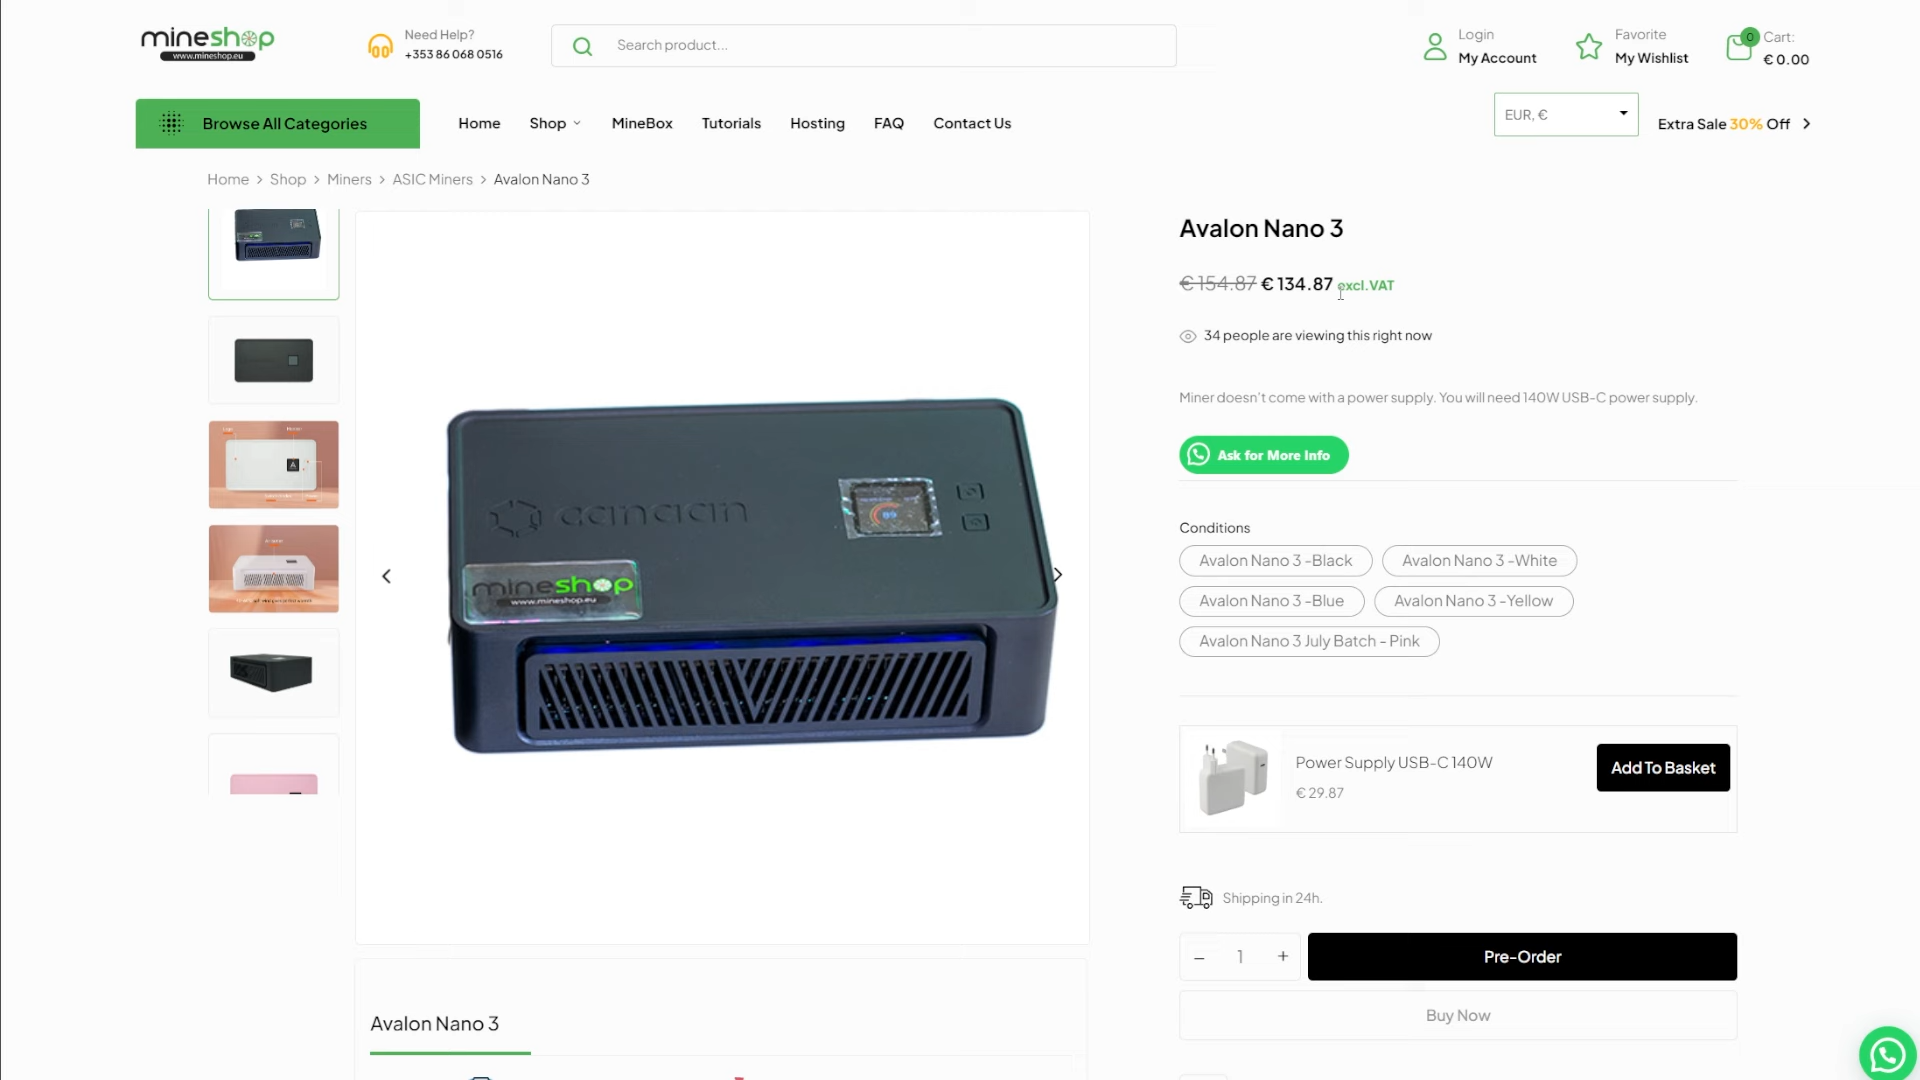 mineshop
www.mineshop.eu
Need Help?
+353 86 068 0516
Search product...
Login
My Account
Favorite
My Wishlist
0
Cart:
€ 0.00
Browse All Categories
Home
Shop
MineBox
Tutorials
Hosting
FAQ
Contact Us
EUR, €
Extra Sale 30% Off
Home > Shop > Miners > ASIC Miners > Avalon Nano 3
Avalon Nano 3
€ 154.87 € 134.87 excl.VAT
34 people are viewing this right now
Miner doesn't come with a power supply. You will need 140W USB-C power supply.
Ask for More Info
Conditions
Avalon Nano 3 -Black
Avalon Nano 3 -White
Avalon Nano 3 -Blue
Avalon Nano 3 -Yellow
Avalon Nano 3 July Batch - Pink
canaan
mineshop
www.mineshop.eu
Power Supply USB-C 140W
€ 29.87
Add To Basket
Shipping in 24h.
– 1 +
Pre-Order
Buy Now
Avalon Nano 3